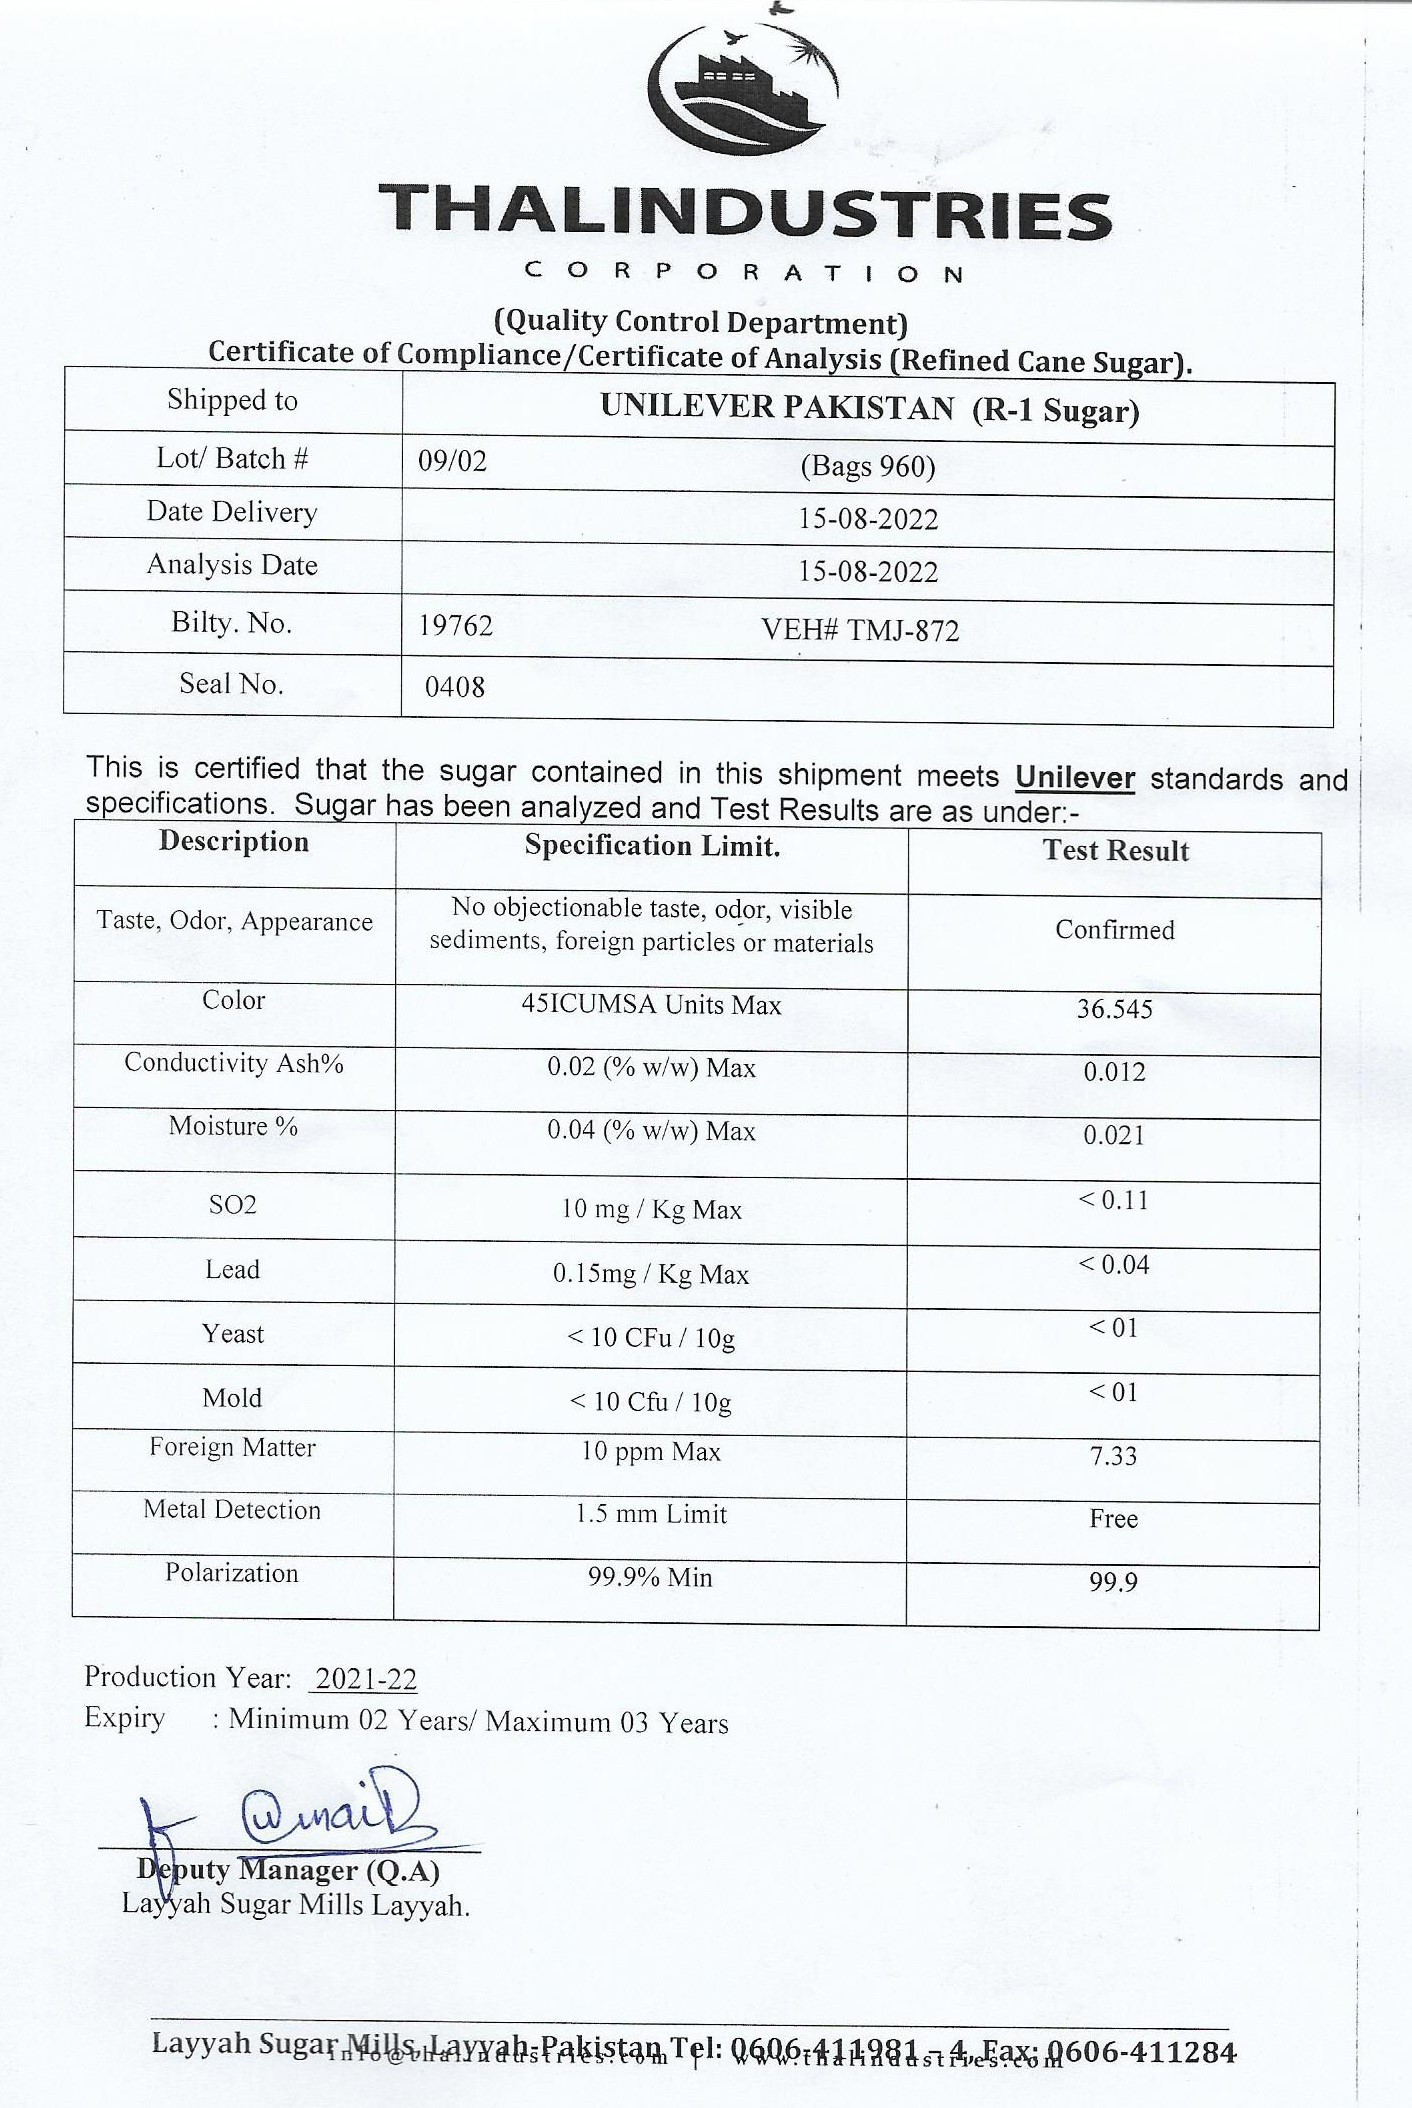 THALINDUSTRIES
CORPORATION
(Quality Control Department)
Certificate of Compliance/Certificate of Analysis (Refined Cane Sugar).
Shipped to UNILEVER PAKISTAN (R-1 Sugar)
Lot/ Batch # 09/02 (Bags 960)
Date Delivery 15-08-2022
Analysis Date 15-08-2022
Bilty. No. 19762 VEH# TMJ-872
Seal No. 0408
This is certified that the sugar contained in this shipment meets Unilever standards and
specifications. Sugar has been analyzed and Test Results are as under:-
Description Specification Limit. Test Result
Taste, Odor, Appearance No objectionable taste, odor, visible
sediments, foreign particles or materials Confirmed
Color 45ICUMSA Units Max 36.545
Conductivity Ash% 0.02 (% w/w) Max 0.012
Moisture % 0.04 (% w/w) Max 0.021
SO2 10 mg / Kg Max < 0.11
Lead 0.15mg / Kg Max < 0.04
Yeast < 10 CFu / 10g < 01
Mold < 10 Cfu / 10g < 01
Foreign Matter 10 ppm Max 7.33
Metal Detection 1.5 mm Limit Free
Polarization 99.9% Min 99.9
Production Year: 2021-22
Expiry : Minimum 02 Years/ Maximum 03 Years
Deputy Manager (Q.A)
Layyah Sugar Mills Layyah.
Layyah Sugar Mills, Layyah-Pakistan Tel: 0606-411981 – 4, Fax: 0606-411284
info@thalindustries.com | www.thalindustries.com